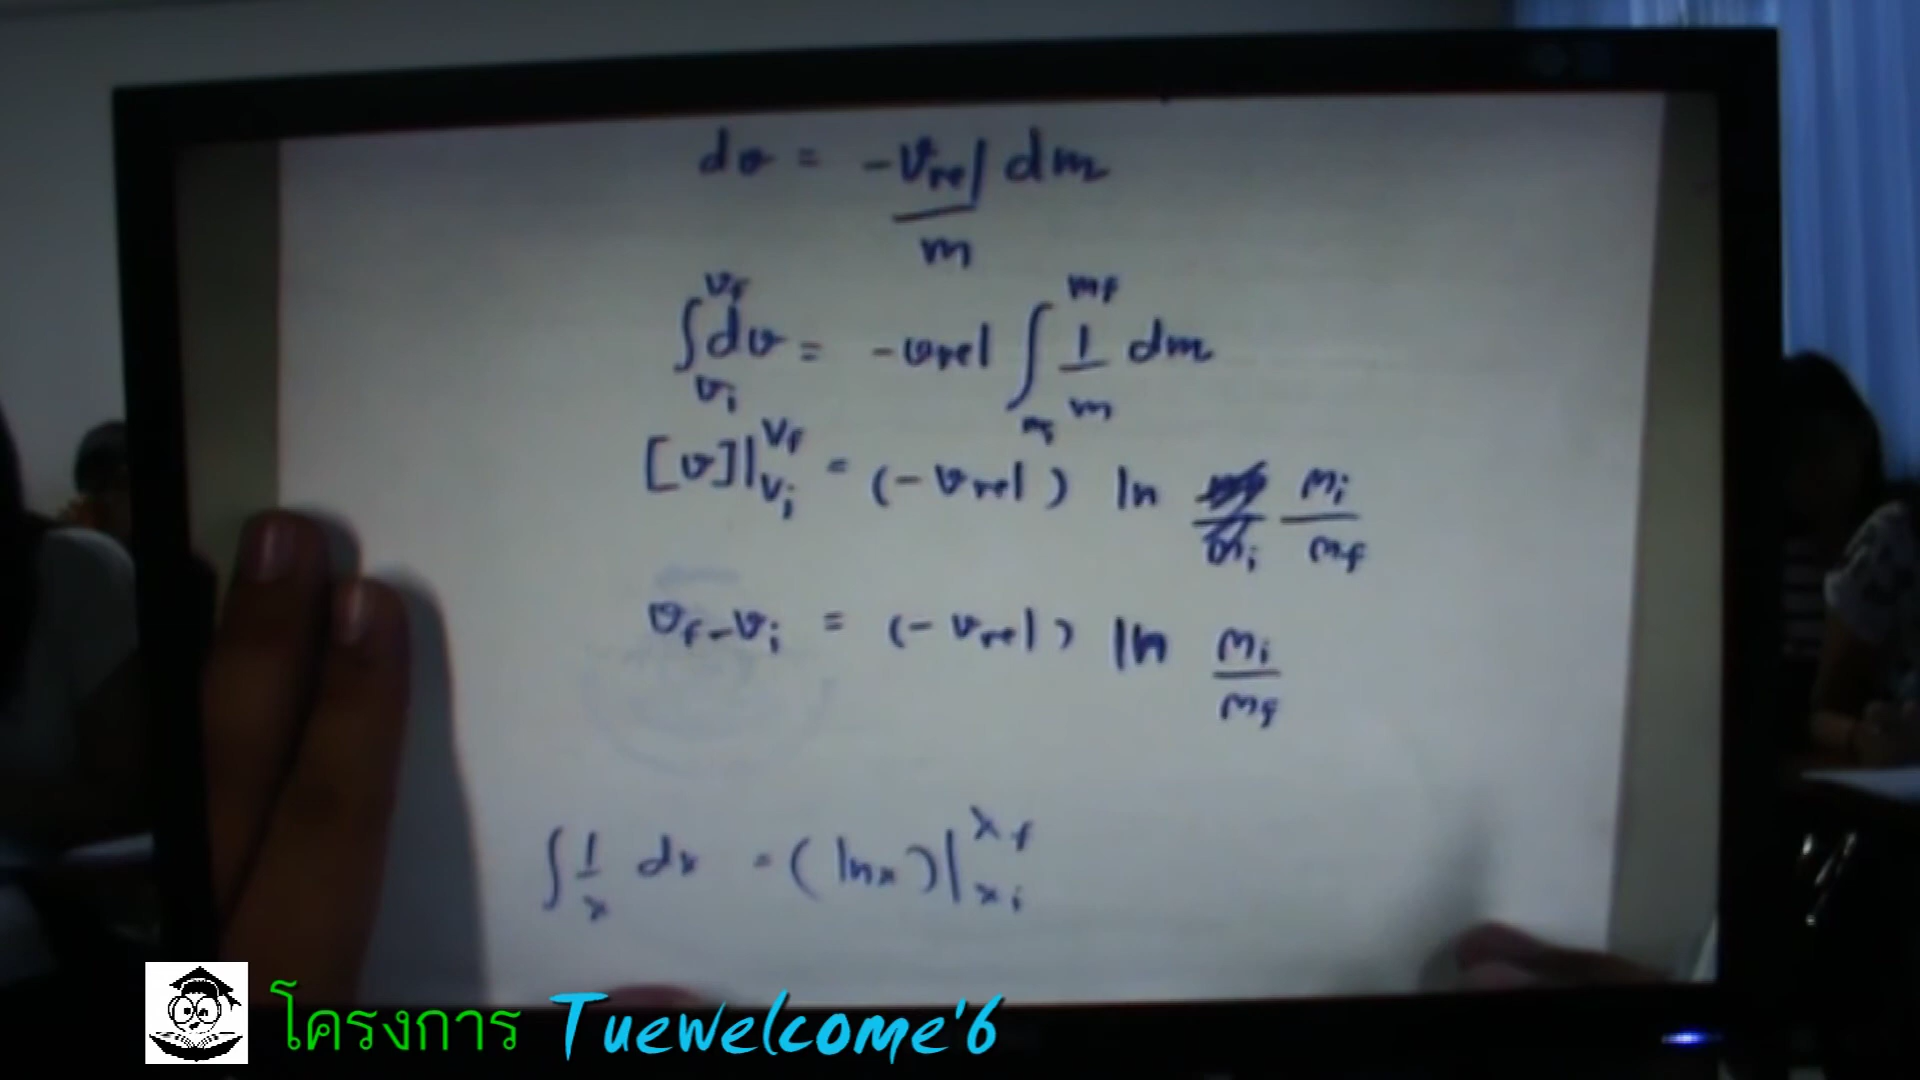 dv = -vrel/m dm
∫ vi vf dv = -vrel ∫ mi mf 1/m dm
[v]|vi vf = (-vrel) ln mi/mf
vf-vi = (-vrel) ln mi/mf
∫ 1/x dx = (lnx)|xi xf
โครงการ Tuewelcome'6